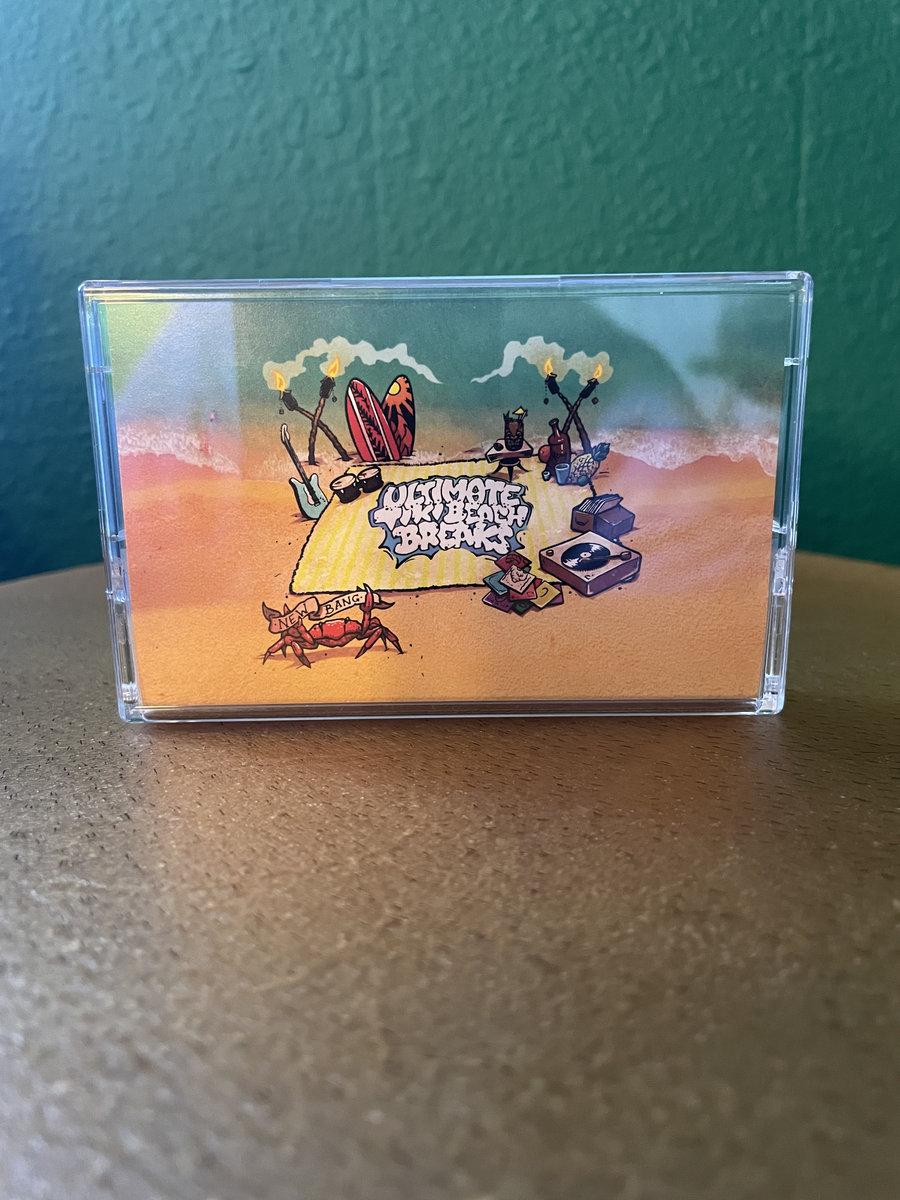 ULTIMATE
TIKI BEACH
BREAKS
NEW BANG.